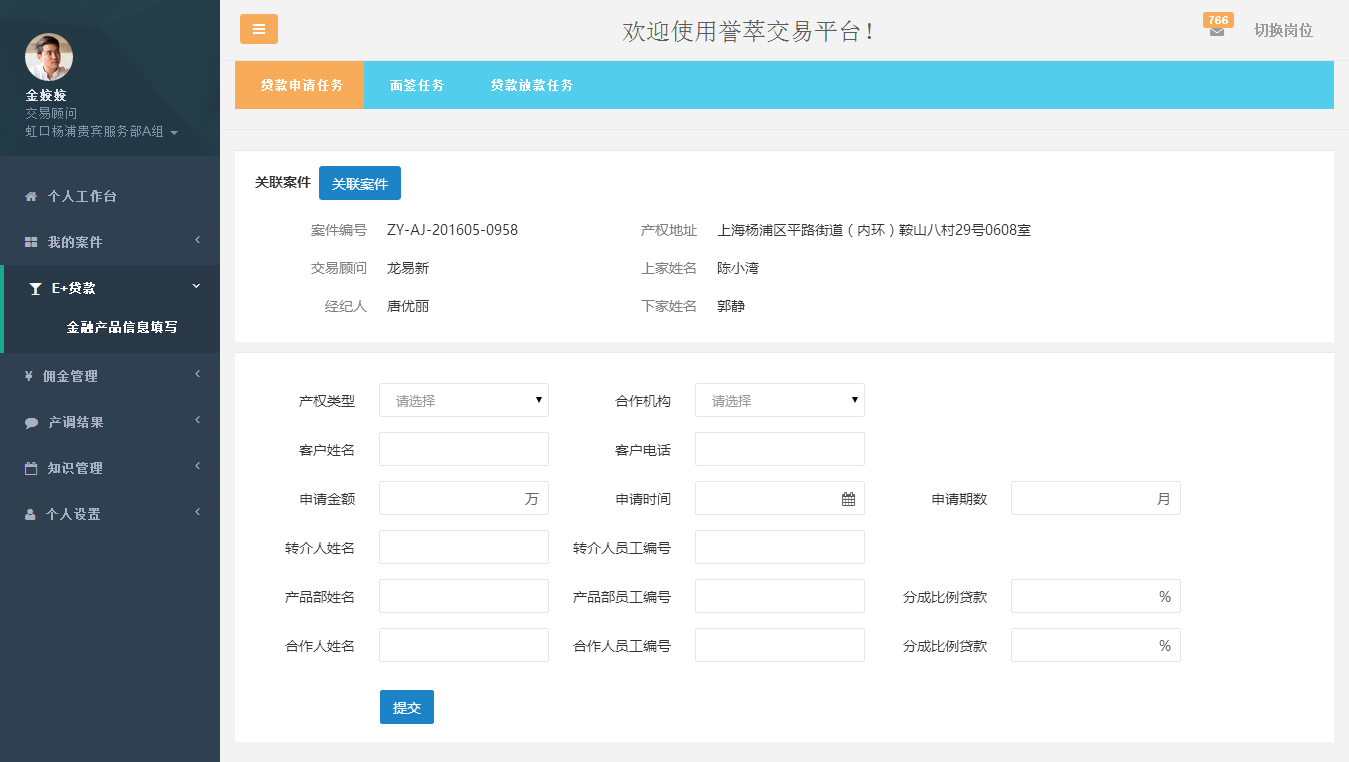 欢迎使用誉萃交易平台！
766
切换岗位
金姣姣
交易顾问
虹口杨浦贵宾服务部A组
个人工作台
我的案件
E+贷款
金融产品信息填写
¥ 佣金管理
产调结果
知识管理
个人设置
贷款申请任务 面签任务 贷款放款任务
关联案件 关联案件
案件编号 ZY-AJ-201605-0958 产权地址 上海杨浦区平路街道（内环）鞍山八村29号0608室
交易顾问 龙易新 上家姓名 陈小湾
经纪人 唐优丽 下家姓名 郭静
产权类型 请选择 合作机构 请选择
客户姓名 客户电话
申请金额 万 申请时间 申请期数 月
转介人姓名 转介人员工编号
产品部姓名 产品部员工编号 分成比例贷款 %
合作人姓名 合作人员工编号 分成比例贷款 %
提交